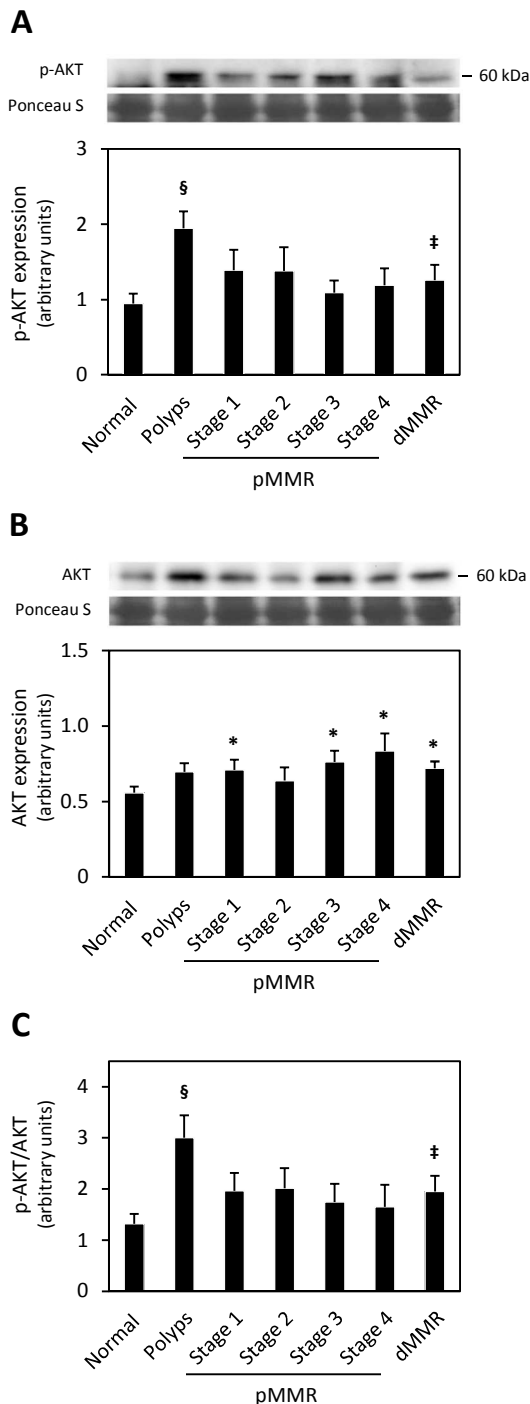 A
p-AKT
– 60 kDa
Ponceau S
3
2
1
0
p-AKT expression
(arbitrary units)
§
‡
Normal
Polyps
Stage 1
Stage 2
Stage 3
Stage 4
dMMR
pMMR
B
AKT
– 60 kDa
Ponceau S
1.5
1.0
0.5
0
AKT expression
(arbitrary units)
*
*
*
*
Normal
Polyps
Stage 1
Stage 2
Stage 3
Stage 4
dMMR
pMMR
C
4
3
2
1
0
p-AKT/AKT
(arbitrary units)
§
‡
Normal
Polyps
Stage 1
Stage 2
Stage 3
Stage 4
dMMR
pMMR